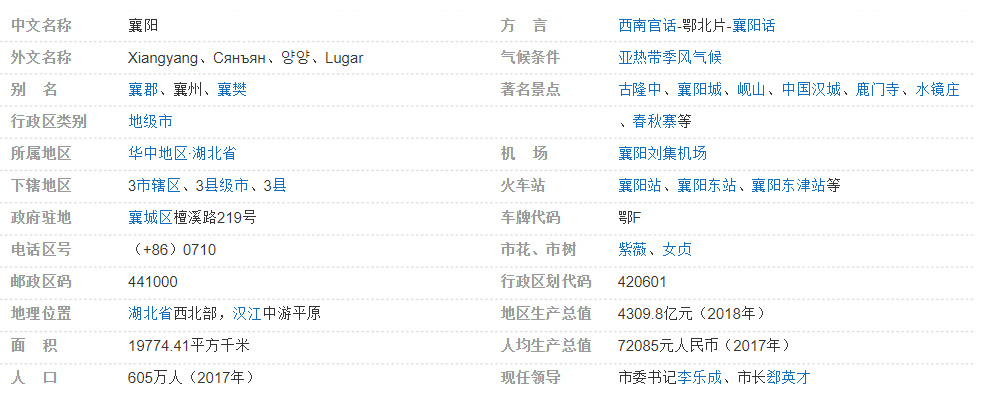 中文名称 襄阳 方 言 西南官话-鄂北片-襄阳话
外文名称 Xiangyang、Сянъян、양양、Lugar 气候条件 亚热带季风气候
别 名 襄郡、襄州、襄樊 著名景点 古隆中、襄阳城、岘山、中国汉城、鹿门寺、水镜庄
行政区类别 地级市 、春秋寨等
所属地区 华中地区·湖北省 机 场 襄阳刘集机场
下辖地区 3市辖区、3县级市、3县 火车站 襄阳站、襄阳东站、襄阳东津站等
政府驻地 襄城区檀溪路219号 车牌代码 鄂F
电话区号 （+86）0710 市花、市树 紫薇、女贞
邮政区码 441000 行政区划代码 420601
地理位置 湖北省西北部，汉江中游平原 地区生产总值 4309.8亿元（2018年）
面 积 19774.41平方千米 人均生产总值 72085元人民币（2017年）
人 口 605万人（2017年） 现任领导 市委书记李乐成、市长郄英才